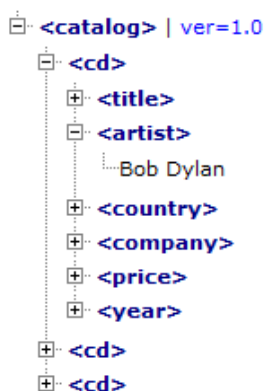 <catalog> | ver=1.0
<cd>
<title>
<artist>
Bob Dylan
<country>
<company>
<price>
<year>
<cd>
<cd>